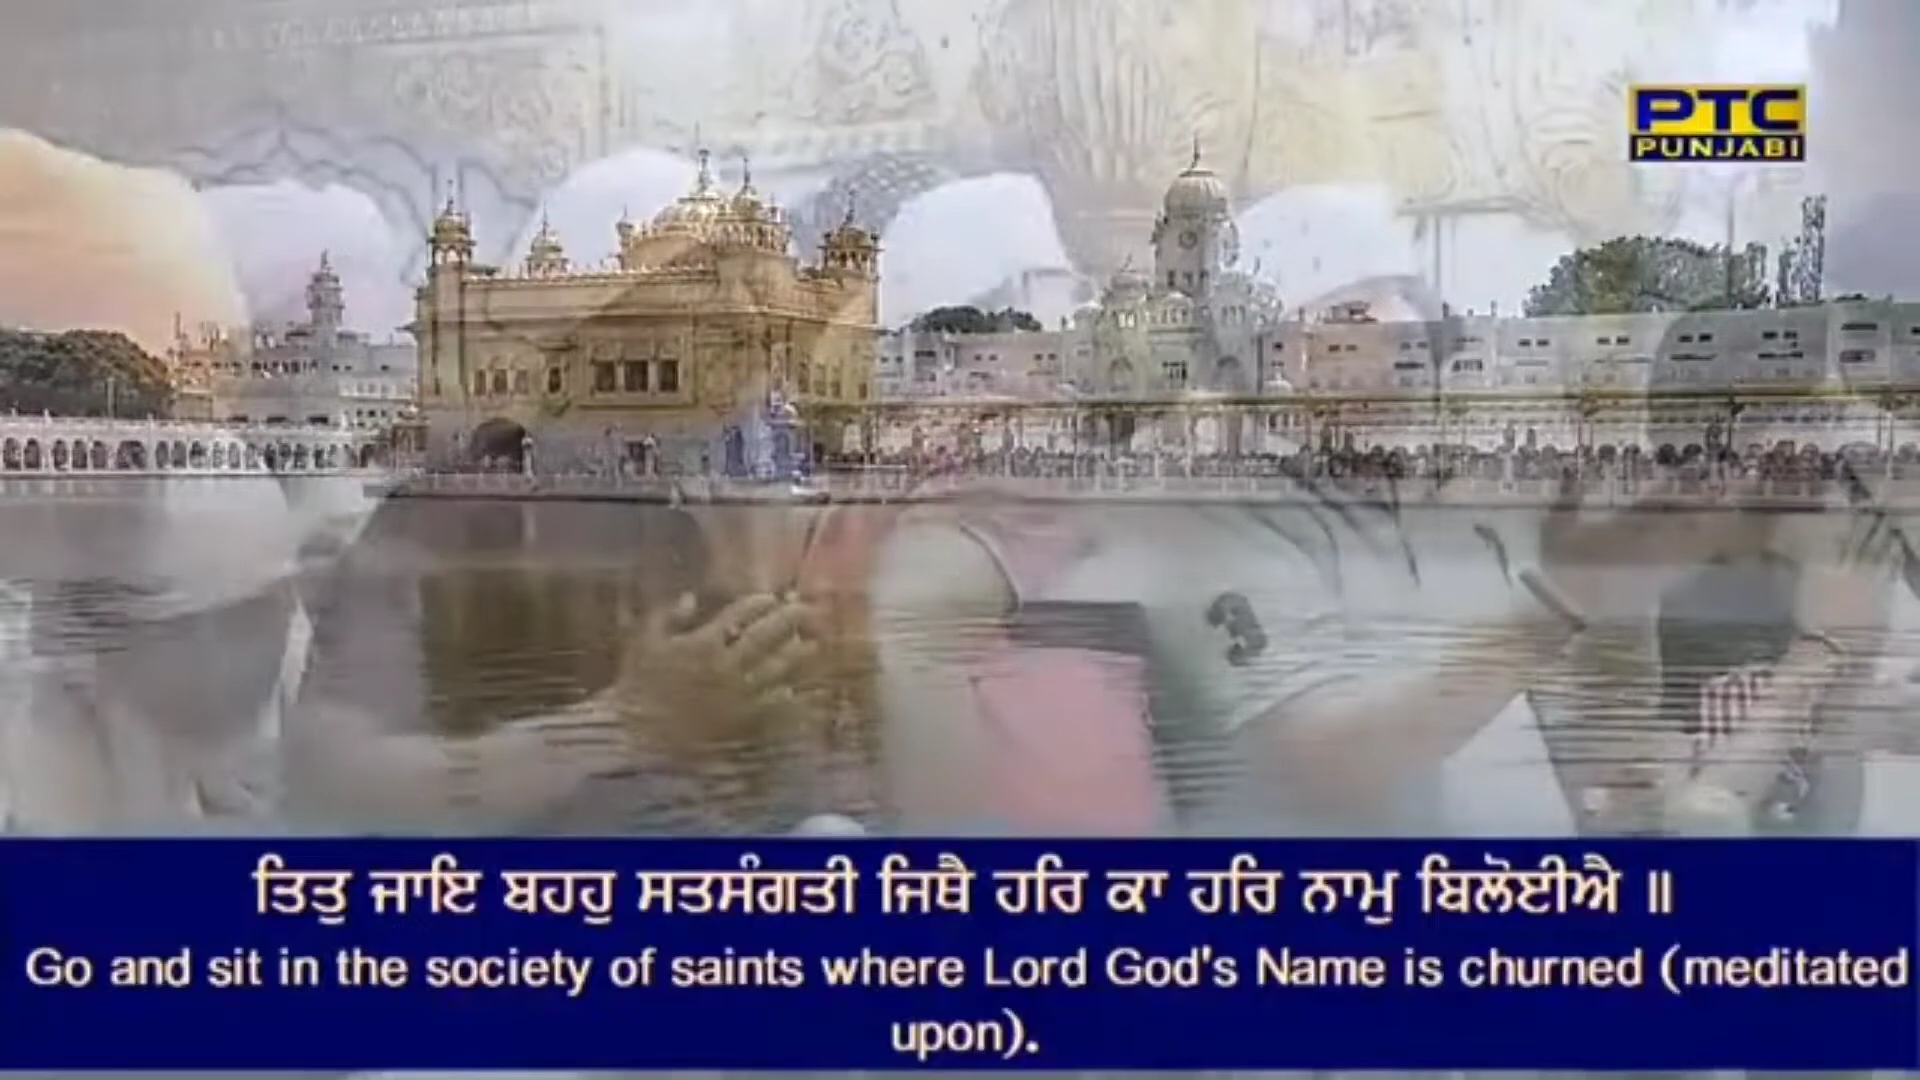 PTC
PUNJABI
ਤਿਤੁ ਜਾਇ ਬਹਹੁ ਸਤਸੰਗਤੀ ਜਿਥੈ ਹਰਿ ਕਾ ਹਰਿ ਨਾਮੁ ਬਿਲੋਈਐ ॥
Go and sit in the society of saints where Lord God's Name is churned (meditated
upon).